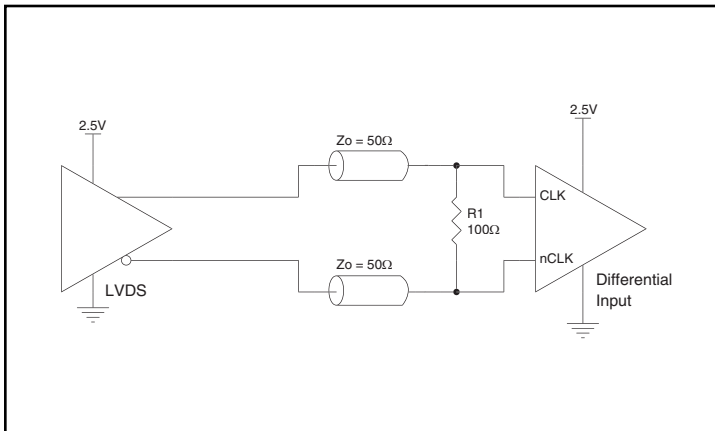 2.5V
2.5V
Zo = 50Ω
CLK
R1
100Ω
Zo = 50Ω
nCLK
LVDS
Differential
Input